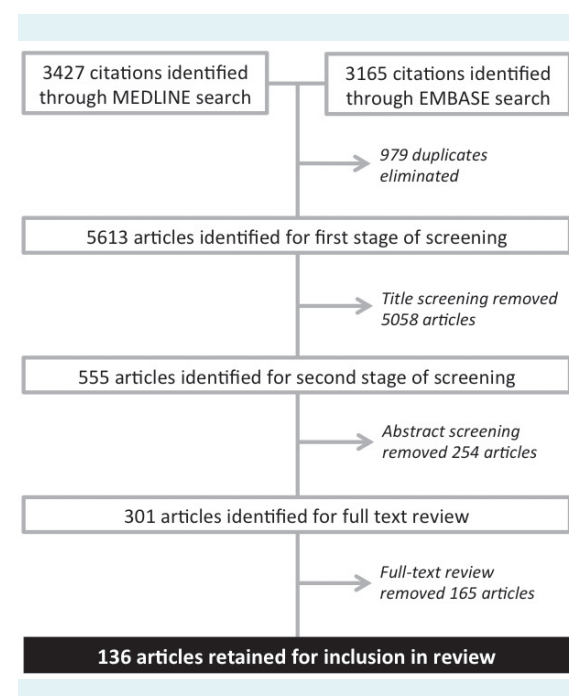 3427 citations identified
through MEDLINE search
3165 citations identified
through EMBASE search
979 duplicates
eliminated
5613 articles identified for first stage of screening
Title screening removed
5058 articles
555 articles identified for second stage of screening
Abstract screening
removed 254 articles
301 articles identified for full text review
Full-text review
removed 165 articles
136 articles retained for inclusion in review